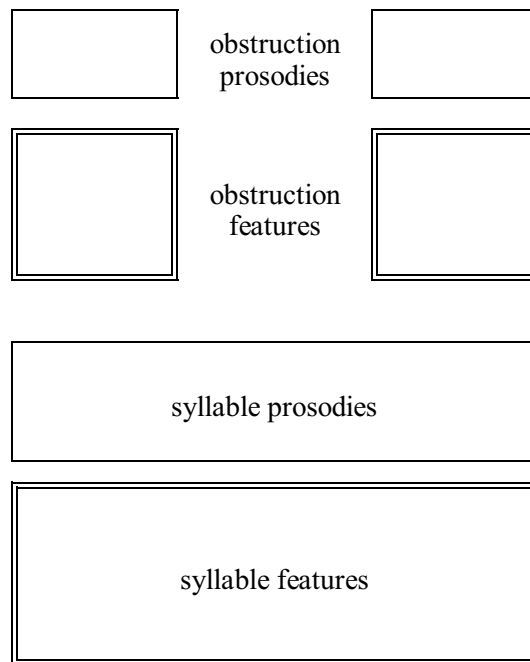 obstruction
prosodies
obstruction
features
syllable prosodies
syllable features